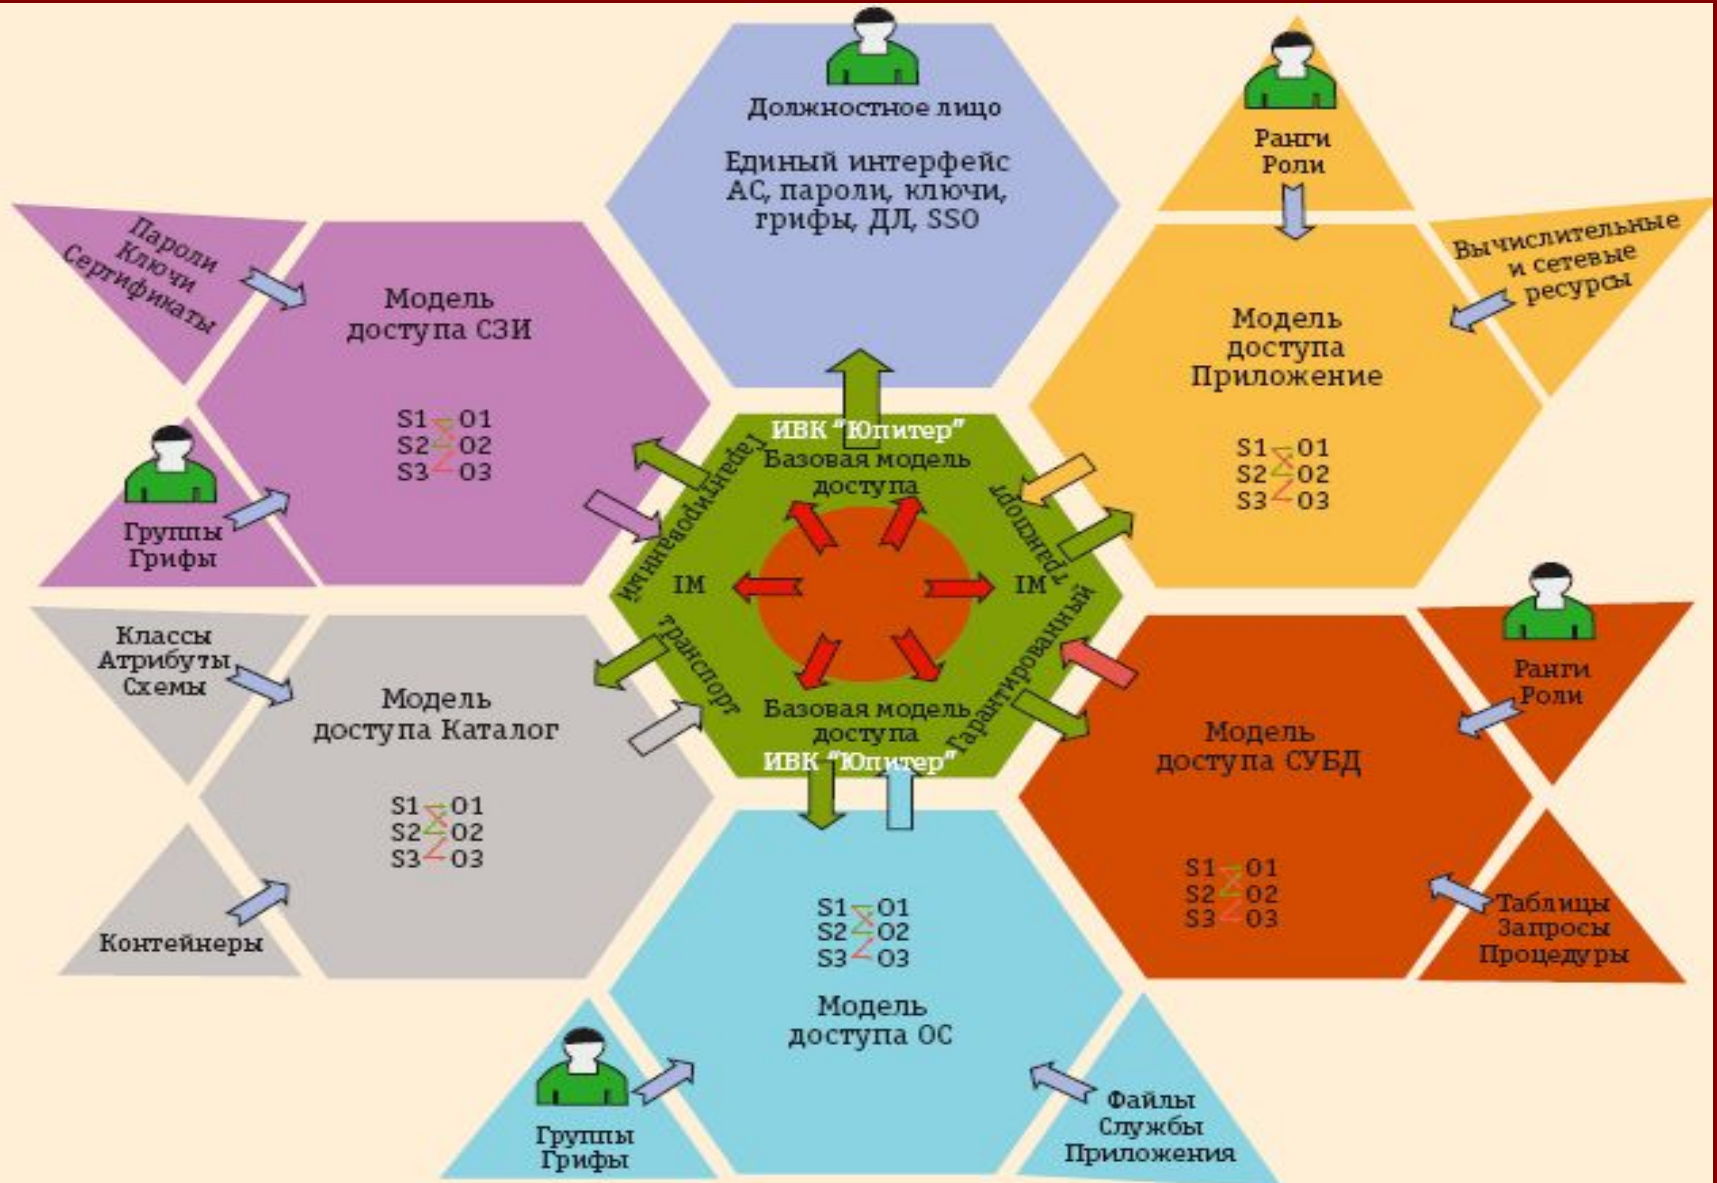 Должностное лицо
Единый интерфейс
АС, пароли, ключи,
грифы, ДЛ, SSO
Ранги
Роли
Вычислительные
и сетевые
ресурсы
Модель
доступа
Приложение
S1 O1
S2 O2
S3 O3
Пароли
Ключи
Сертификаты
Модель
доступа СЗИ
S1 O1
S2 O2
S3 O3
Группы
Грифы
ИВК “Юпитер”
Базовая модель
доступа
Гарантированный
транспорт
IM
IM
транспорт
Гарантированный
Базовая модель
доступа
ИВК “Юпитер”
Классы
Атрибуты
Схемы
Модель
доступа Каталог
S1 O1
S2 O2
S3 O3
Контейнеры
Ранги
Роли
Модель
доступа СУБД
S1 O1
S2 O2
S3 O3
Таблицы
Запросы
Процедуры
S1 O1
S2 O2
S3 O3
Модель
доступа ОС
Группы
Грифы
Файлы
Службы
Приложения